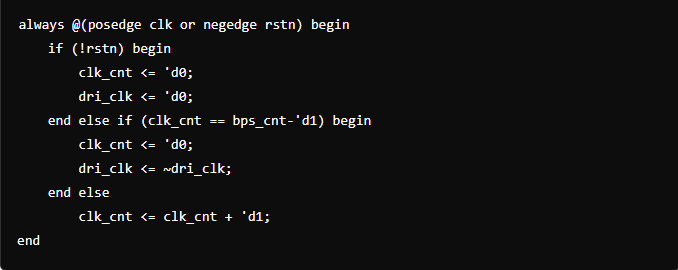 always @(posedge clk or negedge rstn) begin
    if (!rstn) begin
        clk_cnt <= 'd0;
        dri_clk <= 'd0;
    end else if (clk_cnt == bps_cnt-'d1) begin
        clk_cnt <= 'd0;
        dri_clk <= ~dri_clk;
    end else
        clk_cnt <= clk_cnt + 'd1;
end